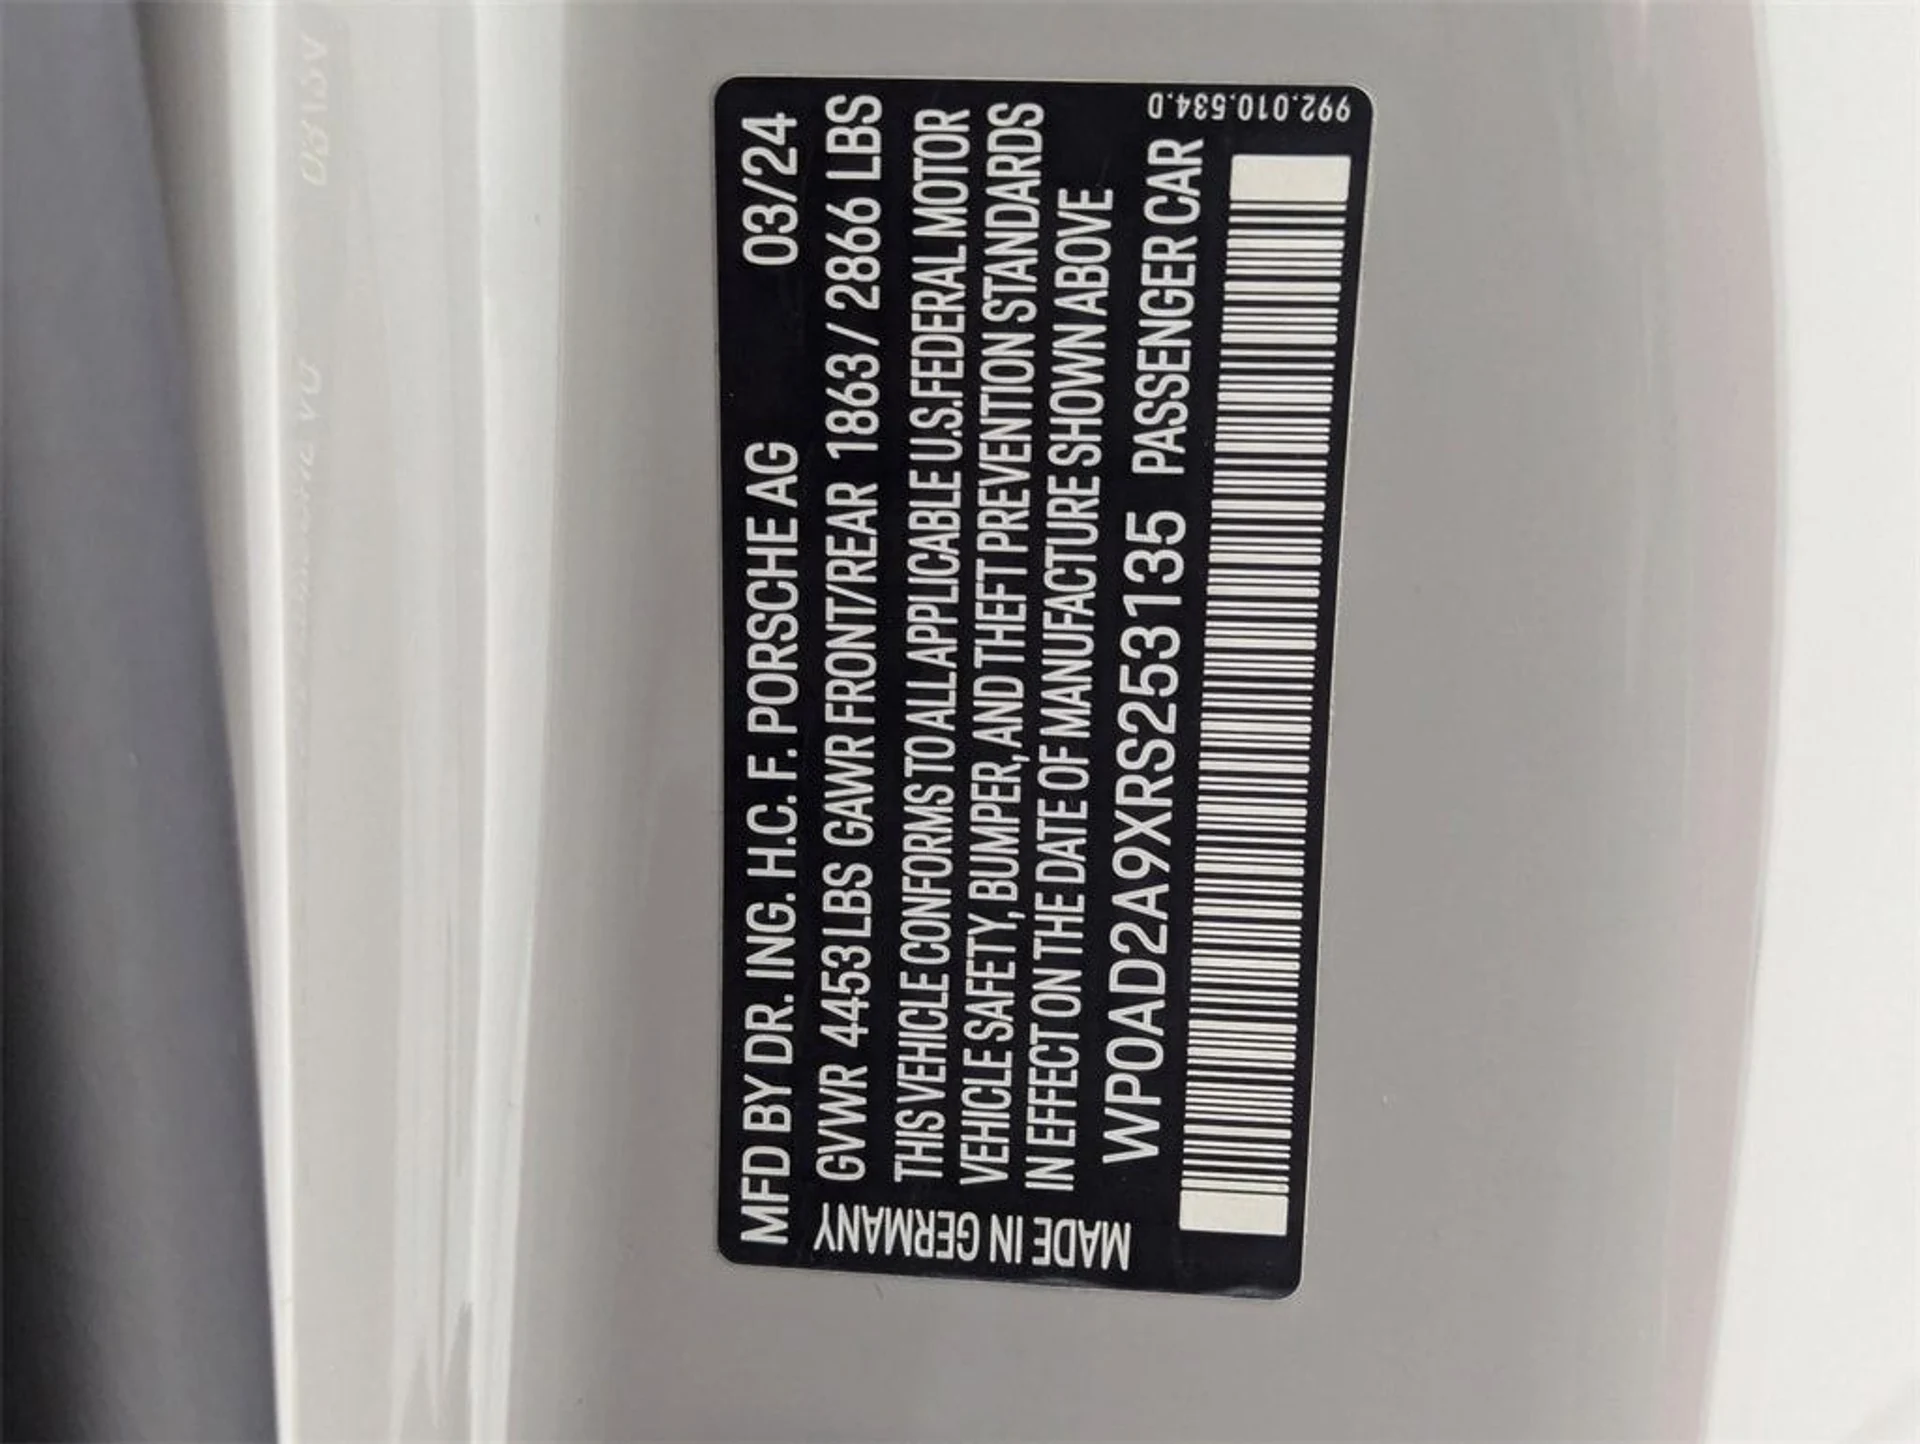 MFD BY DR. ING. H.C. F. PORSCHE AG 03/24
GVWR 4453 LBS GAWR FRONT/REAR 1863 / 2866 LBS
THIS VEHICLE CONFORMS TO ALL APPLICABLE U.S. FEDERAL MOTOR
VEHICLE SAFETY, BUMPER, AND THEFT PREVENTION STANDARDS
IN EFFECT ON THE DATE OF MANUFACTURE SHOWN ABOVE
WP0AD2A9XRS253135 PASSENGER CAR
MADE IN GERMANY
992.010.534.D